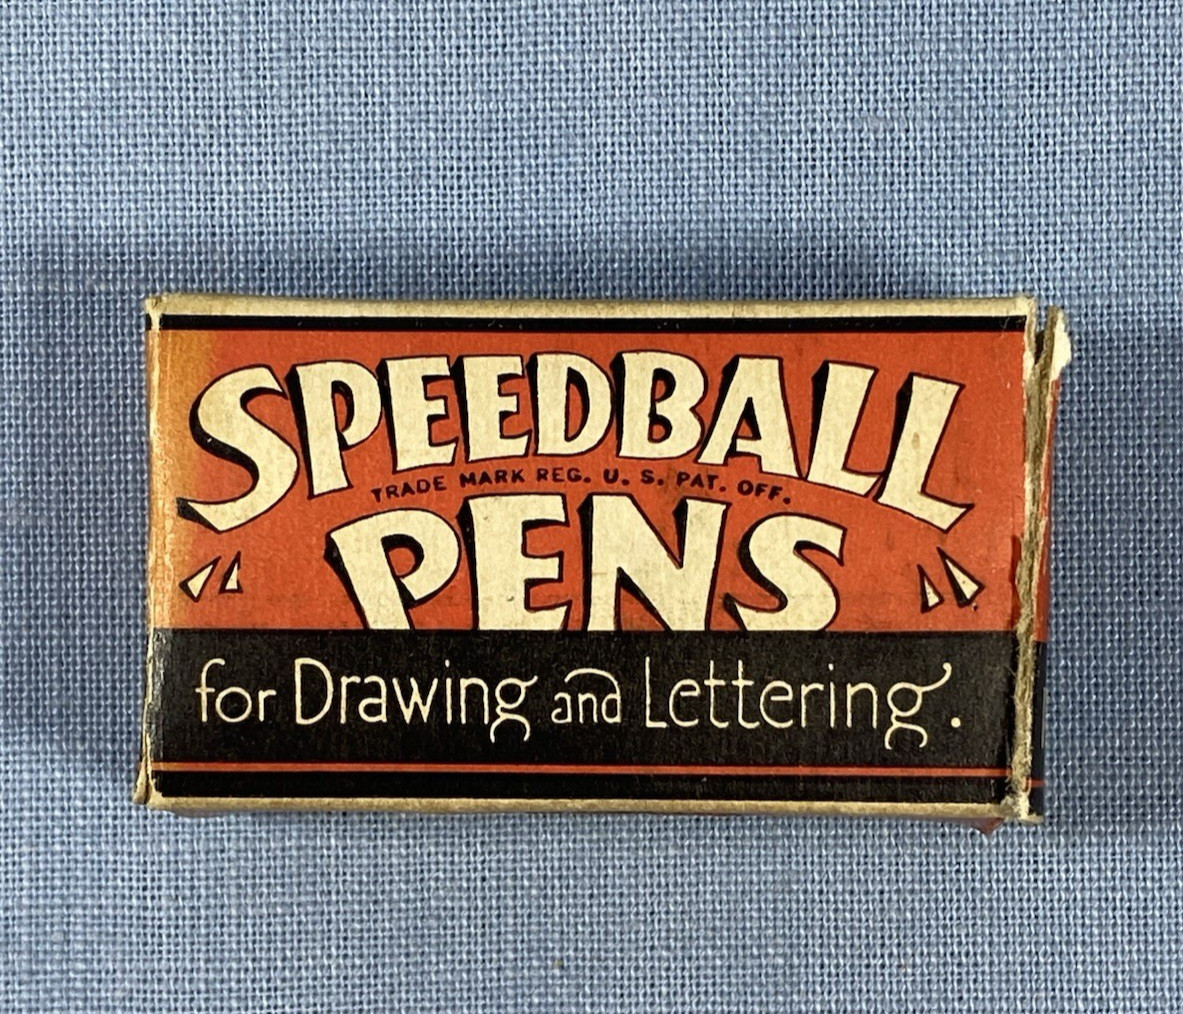 SPEEDBALL
TRADE MARK REG. U. S. PAT. OFF.
"PENS"
for Drawing and Lettering.